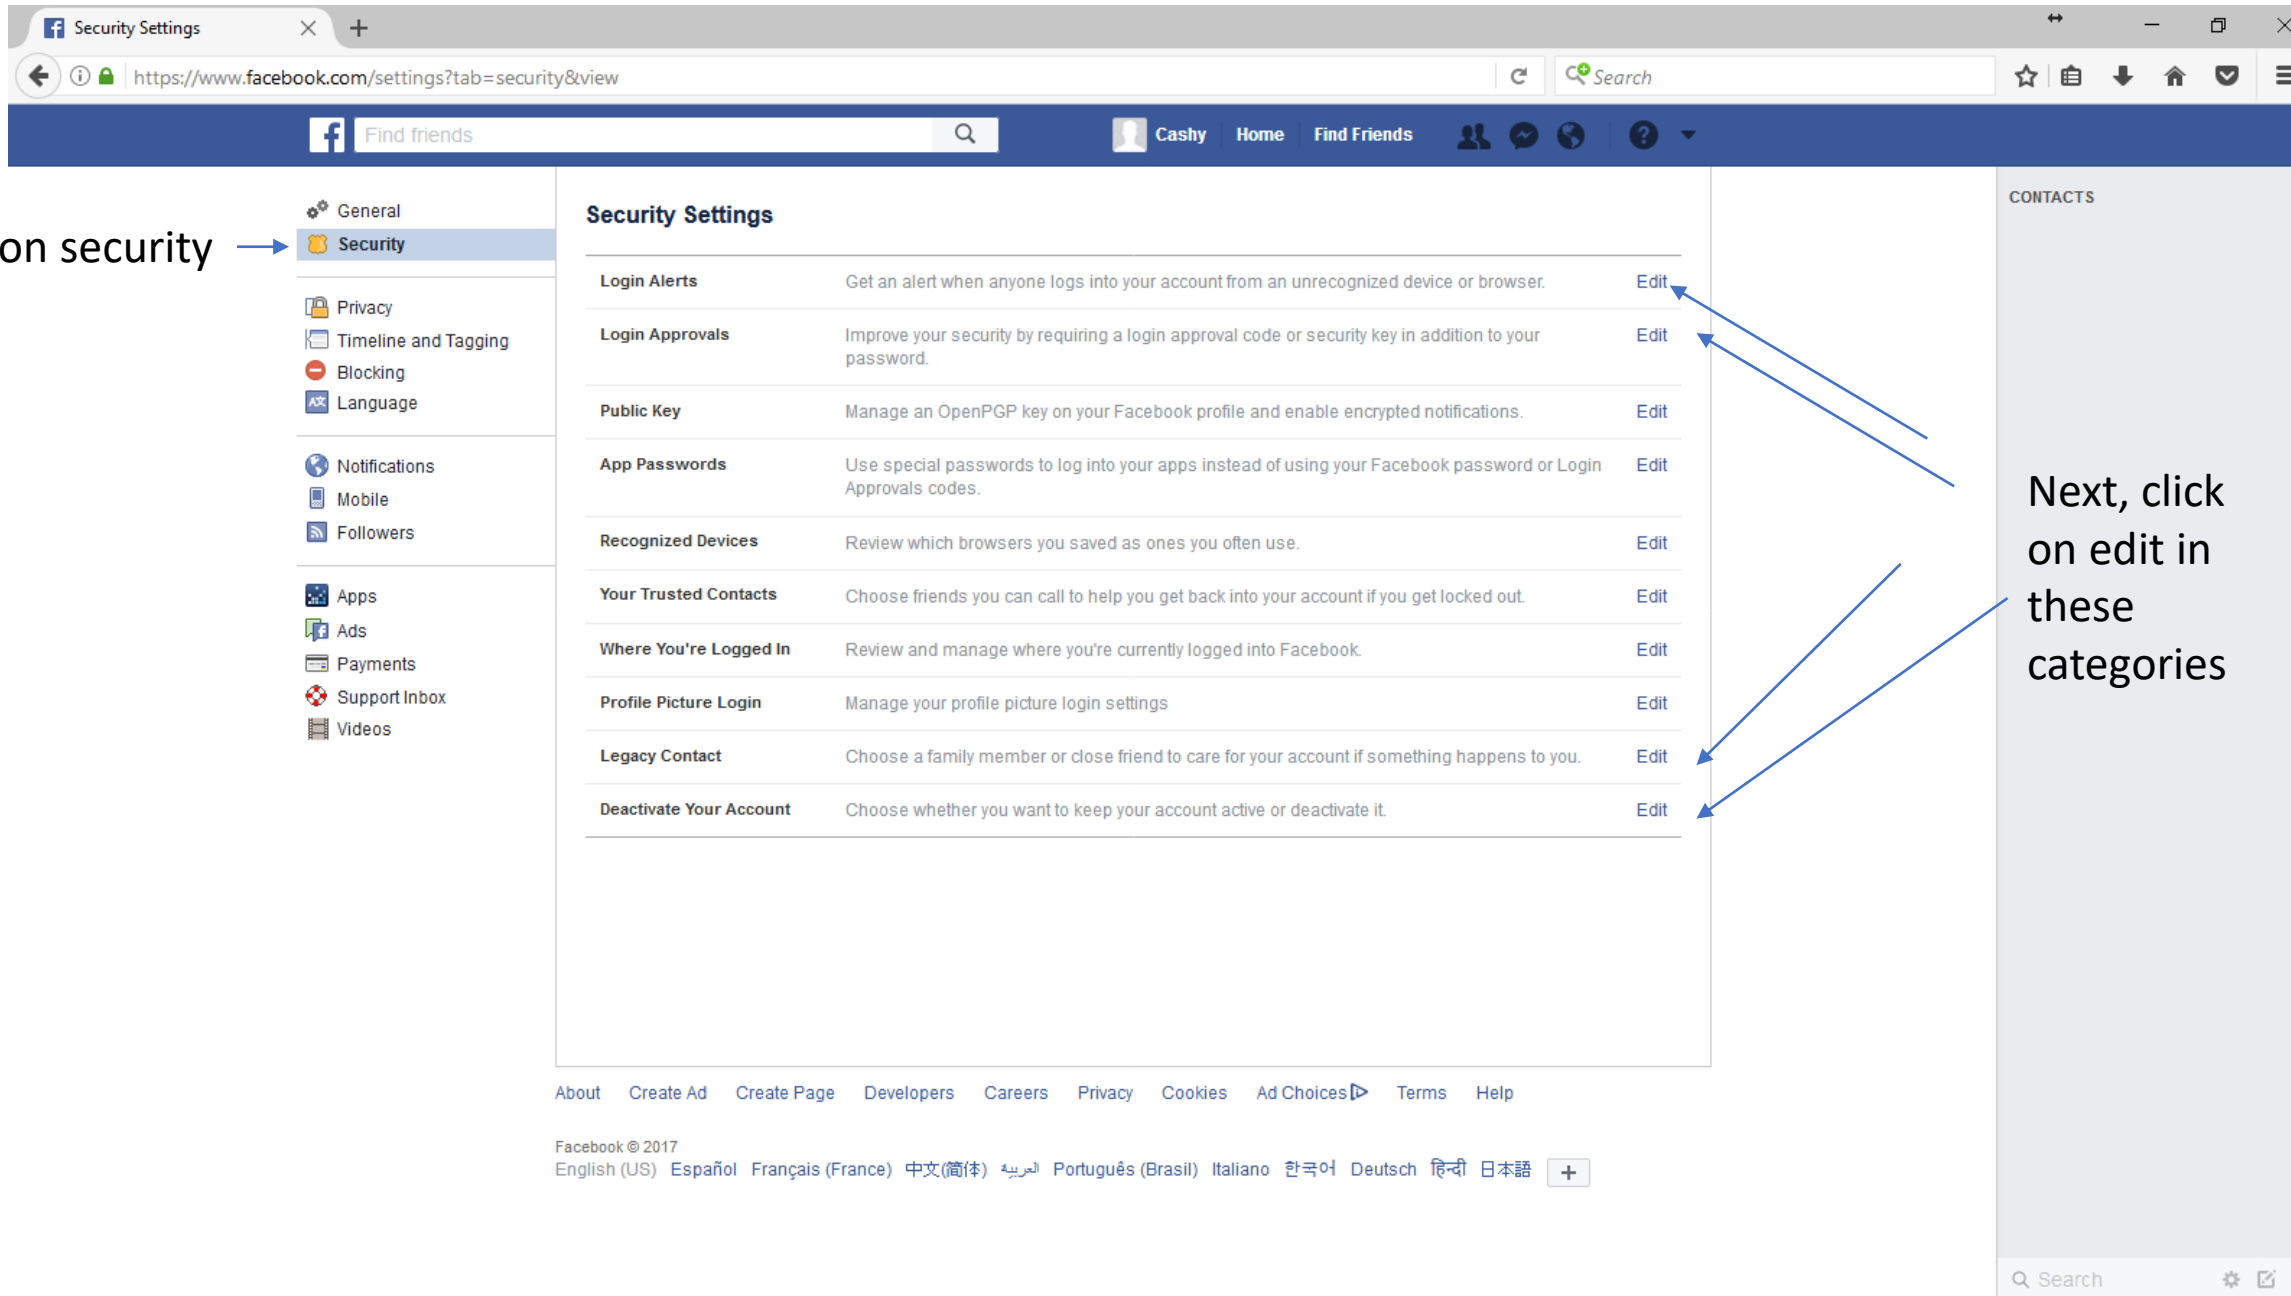 Security Settings
https://www.facebook.com/settings?tab=security&view
Search
Find friends
Cashy Home Find Friends
on security
General
Security
Privacy
Timeline and Tagging
Blocking
Language
Notifications
Mobile
Followers
Apps
Ads
Payments
Support Inbox
Videos
Security Settings
Login Alerts Get an alert when anyone logs into your account from an unrecognized device or browser. Edit
Login Approvals Improve your security by requiring a login approval code or security key in addition to your Edit
password.
Public Key Manage an OpenPGP key on your Facebook profile and enable encrypted notifications. Edit
App Passwords Use special passwords to log into your apps instead of using your Facebook password or Login Edit
Approvals codes.
Recognized Devices Review which browsers you saved as ones you often use. Edit
Your Trusted Contacts Choose friends you can call to help you get back into your account if you get locked out. Edit
Where You're Logged In Review and manage where you're currently logged into Facebook. Edit
Profile Picture Login Manage your profile picture login settings Edit
Legacy Contact Choose a family member or close friend to care for your account if something happens to you. Edit
Deactivate Your Account Choose whether you want to keep your account active or deactivate it. Edit
CONTACTS
Next, click
on edit in
these
categories
About Create Ad Create Page Developers Careers Privacy Cookies Ad Choices Terms Help
Facebook © 2017
English (US) Español Français (France) 中文(简体) العربية Português (Brasil) Italiano 한국어 Deutsch हिन्दी 日本語
Search